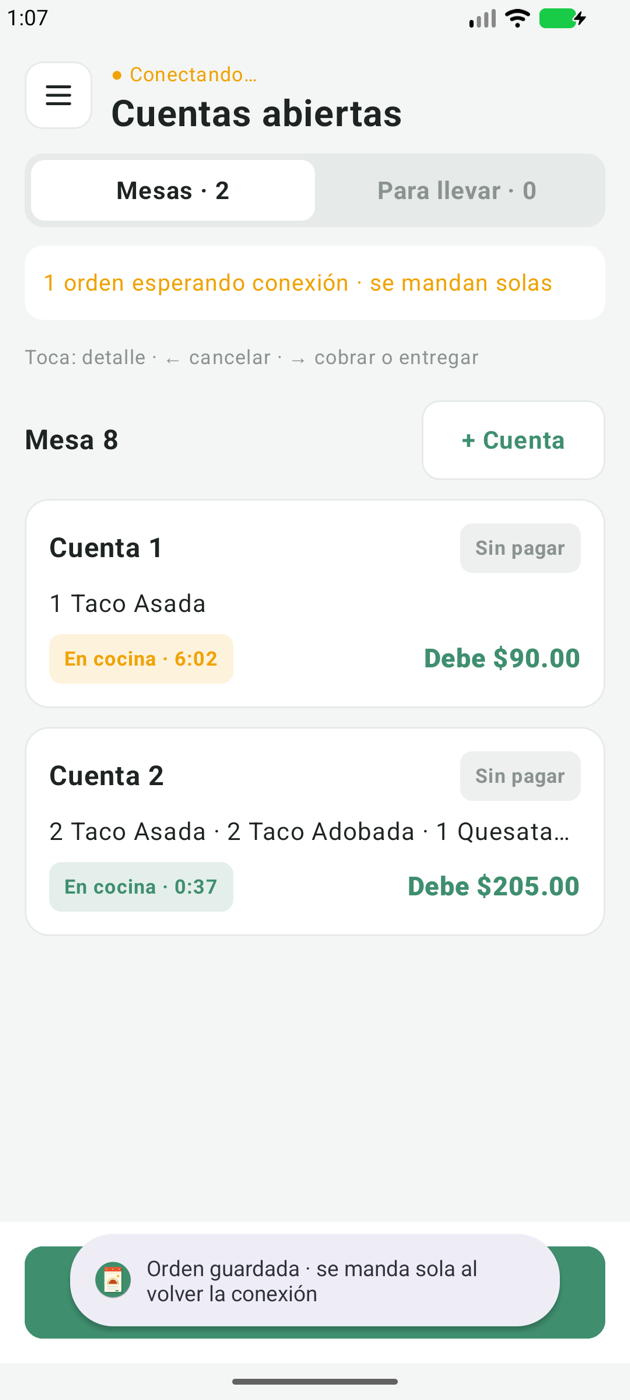 1:07
• Conectando…
Cuentas abiertas
Mesas · 2
Para llevar · 0
1 orden esperando conexión · se mandan solas
Toca: detalle · ← cancelar · → cobrar o entregar
Mesa 8
+ Cuenta
Cuenta 1
Sin pagar
1 Taco Asada
En cocina · 6:02
Debe $90.00
Cuenta 2
Sin pagar
2 Taco Asada · 2 Taco Adobada · 1 Quesata…
En cocina · 0:37
Debe $205.00
Orden guardada · se manda sola al
volver la conexión